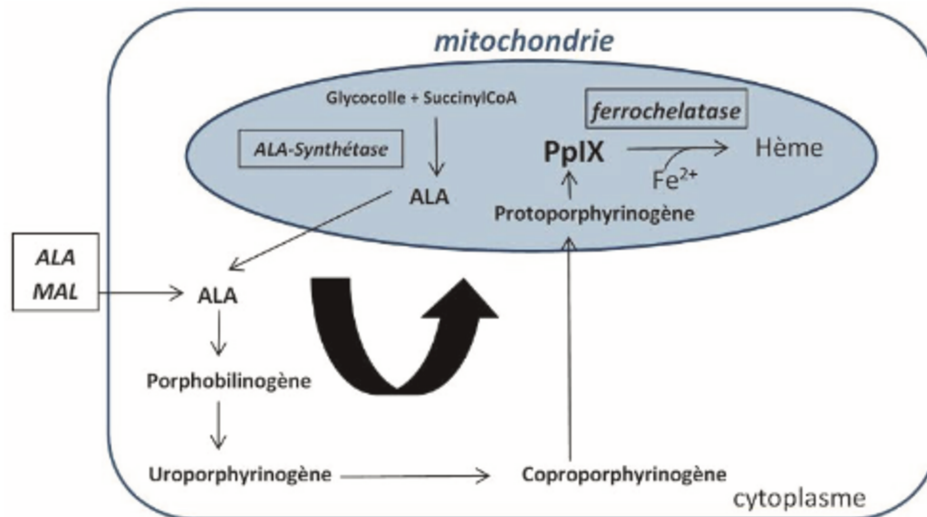 mitochondrie
Glycocolle + SuccinylCoA
ferrochelatase
ALA-Synthétase
PpIX
Hème
Fe2+
ALA
Protoporphyrinogène
ALA
MAL
ALA
Porphobilinogène
Uroporphyrinogène
Coproporphyrinogène
cytoplasme